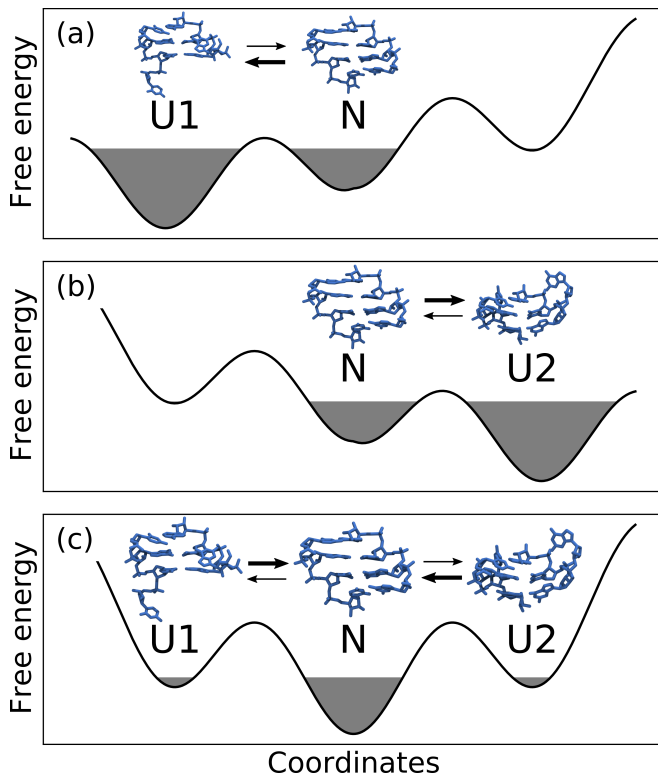 (a)
U1 N
Free energy
(b)
N U2
Free energy
(c)
U1 N U2
Free energy
Coordinates